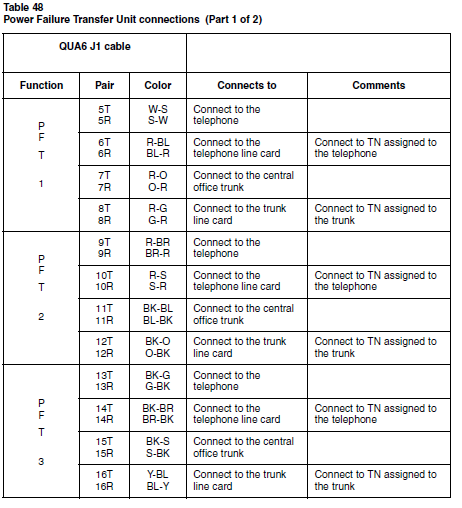 Table 48
Power Failure Transfer Unit connections (Part 1 of 2)
QUA6 J1 cable
Function Pair Color Connects to Comments
P
F
T
1
5T W-S Connect to the
5R S-W telephone
6T R-BL Connect to the Connect to TN assigned to
6R BL-R telephone line card the telephone
7T R-O Connect to the central
7R O-R office trunk
8T R-G Connect to the trunk Connect to TN assigned to
8R G-R line card the trunk
P
F
T
2
9T R-BR Connect to the
9R BR-R telephone
10T R-S Connect to the Connect to TN assigned to
10R S-R telephone line card the telephone
11T BK-BL Connect to the central
11R BL-BK office trunk
12T BK-O Connect to the trunk Connect to TN assigned to
12R O-BK line card the trunk
P
F
T
3
13T BK-G Connect to the
13R G-BK telephone
14T BK-BR Connect to the Connect to TN assigned to
14R BR-BK telephone line card the telephone
15T BK-S Connect to the central
15R S-BK office trunk
16T Y-BL Connect to the trunk Connect to TN assigned to
16R BL-Y line card the trunk